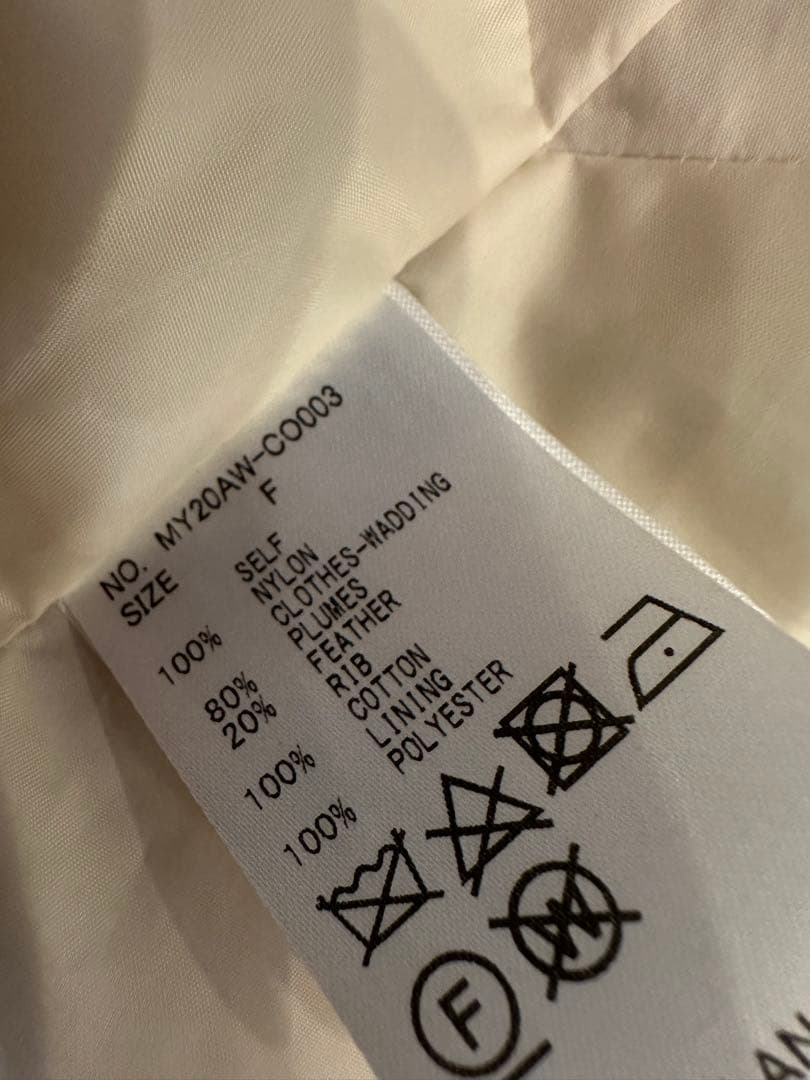 NO. MY20AW-CO003
SIZE F
SELF
100% NYLON
CLOTHES-WADDING
80% PLUMES
20% FEATHER
RIB
100% COTTON
LINING
100% POLYESTER
W
F
AN